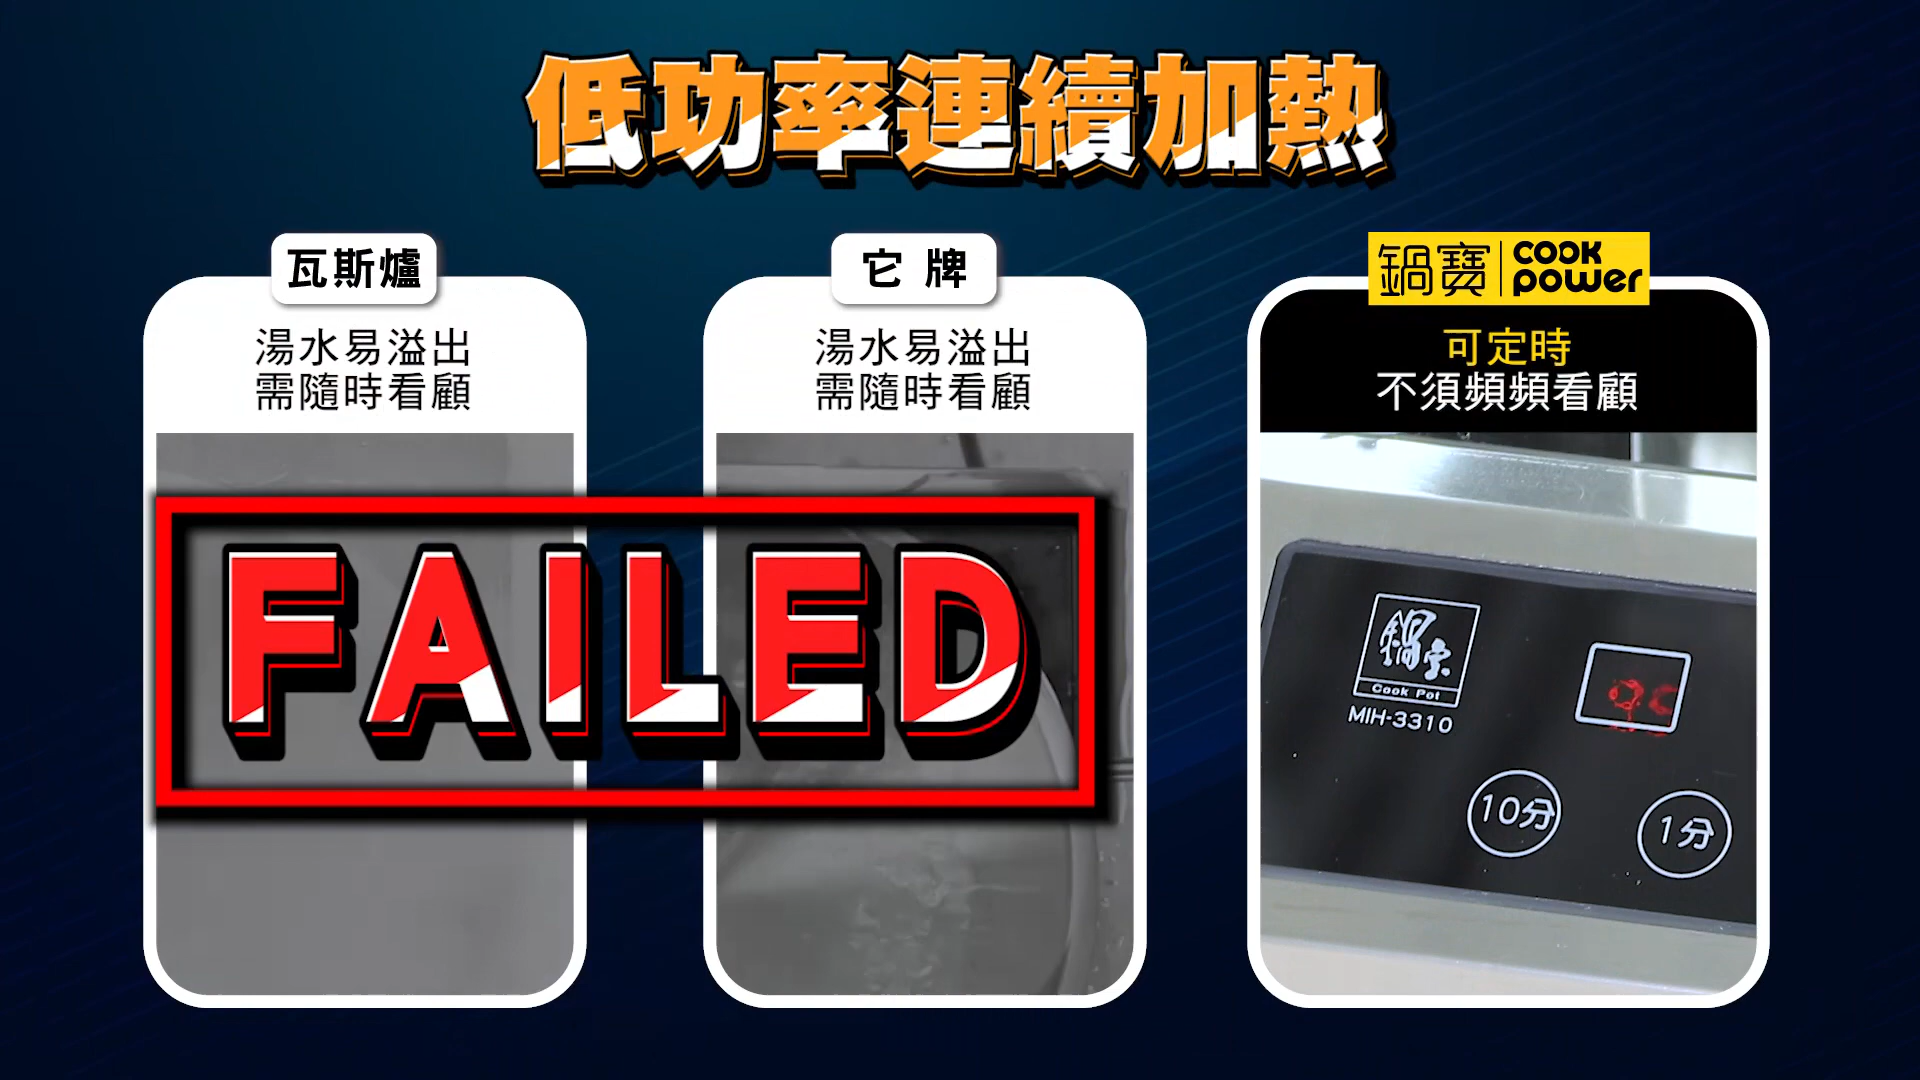 低功率連續加熱
瓦斯爐
湯水易溢出
需隨時看顧
它牌
湯水易溢出
需隨時看顧
FAILED
鍋寶 cook power
可定時
不須頻頻看顧
鍋宝
Cook Pot
MIH-3310
10分
1分